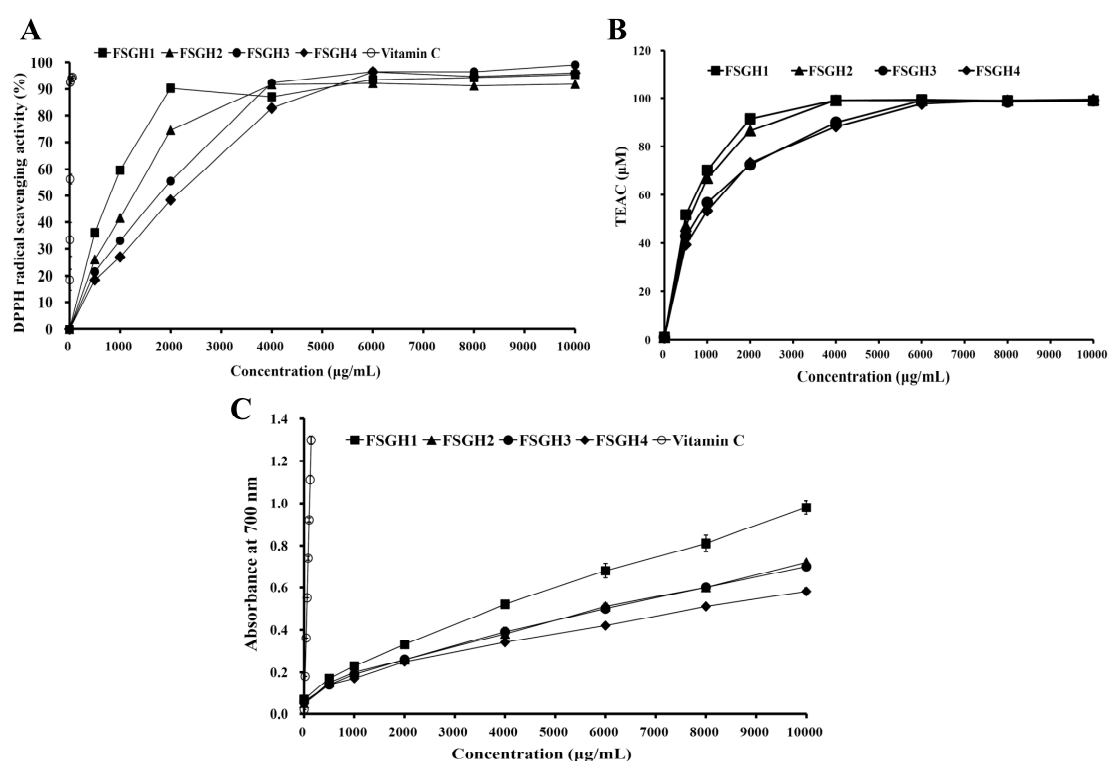 A
FSGH1 FSGH2 FSGH3 FSGH4 Vitamin C
DPPH radical scavenging activity (%)
100
90
80
70
60
50
40
30
20
10
0
0 1000 2000 3000 4000 5000 6000 7000 8000 9000 10000
Concentration (µg/mL)
B
FSGH1 FSGH2 FSGH3 FSGH4
TEAC (µM)
120
100
80
60
40
20
0
0 1000 2000 3000 4000 5000 6000 7000 8000 9000 10000
Concentration (µg/mL)
C
FSGH1 FSGH2 FSGH3 FSGH4 Vitamin C
Absorbance at 700 nm
1.4
1.2
1.0
0.8
0.6
0.4
0.2
0.0
0 1000 2000 3000 4000 5000 6000 7000 8000 9000 10000
Concentration (µg/mL)